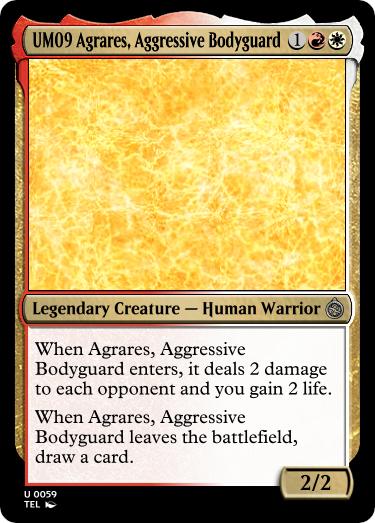 UM09 Agrares, Aggressive Bodyguard 1
Legendary Creature — Human Warrior
When Agrares, Aggressive
Bodyguard enters, it deals 2 damage
to each opponent and you gain 2 life.
When Agrares, Aggressive
Bodyguard leaves the battlefield,
draw a card.
2/2
U 0059
TEL